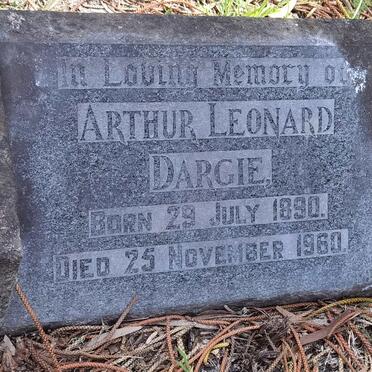 In Loving Memory of
ARTHUR LEONARD
DARGIE.
BORN 29 JULY 1890.
DIED 25 NOVEMBER 1960.